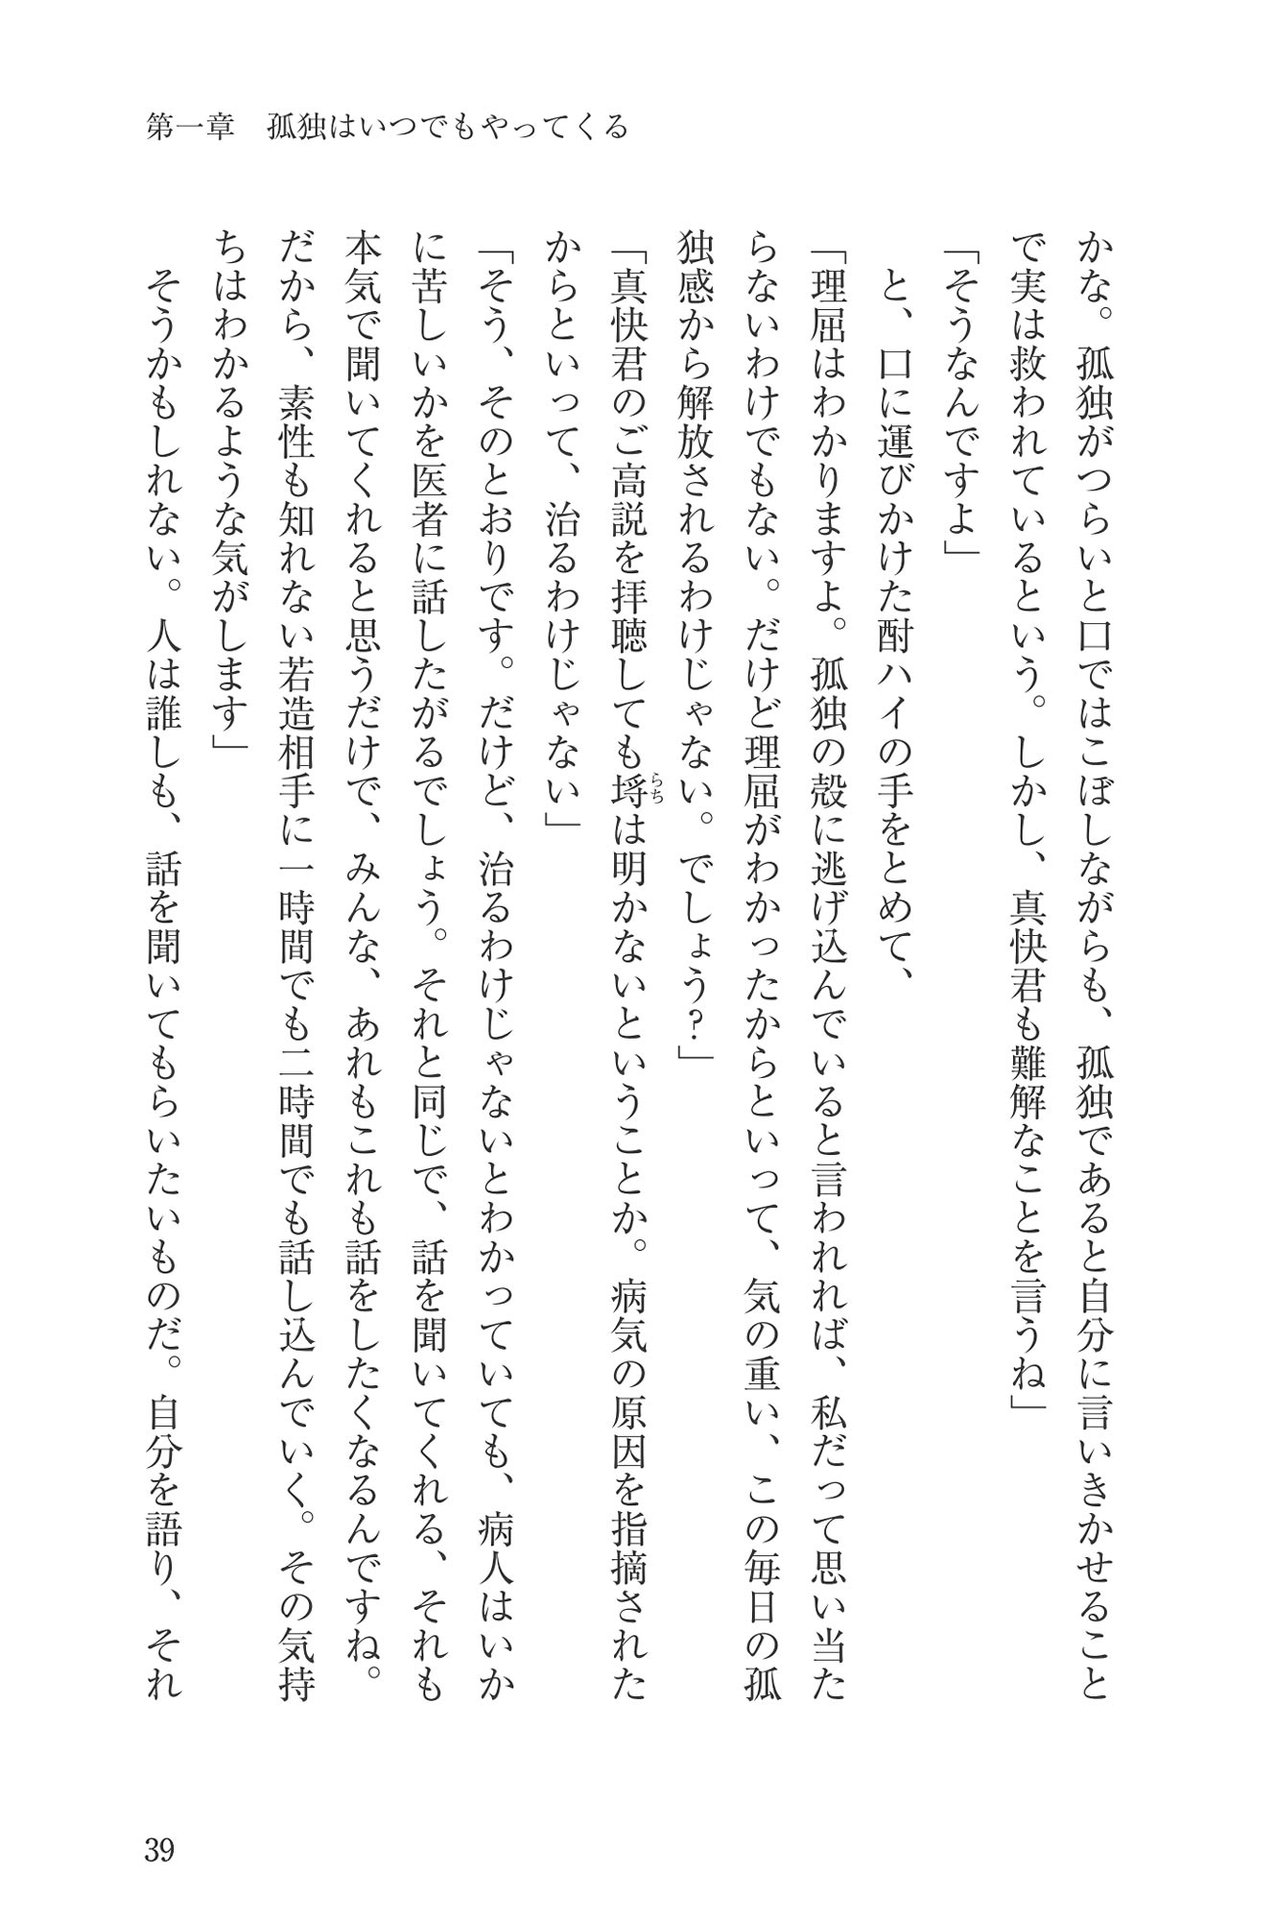 第一章　孤独はいつでもやってくる
かな。孤独がつらいと口ではこぼしながらも、孤独であると自分に言いきかせること
で実は救われているという。しかし、真快君も難解なことを言うね」
「そうなんですよ」
　と、口に運びかけた酎ハイの手をとめて、
「理屈はわかりますよ。孤独の殻に逃げ込んでいると言われれば、私だって思い当た
らないわけでもない。だけど理屈がわかったからといって、気の重い、この毎日の孤
独感から解放されるわけじゃない。でしょう?」
「真快君のご高説を拝聴しても埒らちは明かないということか。病気の原因を指摘された
からといって、治るわけじゃない」
「そう、そのとおりです。だけど、治るわけじゃないとわかっていても、病人はいか
に苦しいかを医者に話したがるでしょう。それと同じで、話を聞いてくれる、それも
本気で聞いてくれると思うだけで、みんな、あれもこれも話をしたくなるんですね。
だから、素性も知れない若造相手に一時間でも二時間でも話し込んでいく。その気持
ちはわかるような気がします」
　そうかもしれない。人は誰しも、話を聞いてもらいたいものだ。自分を語り、それ
39